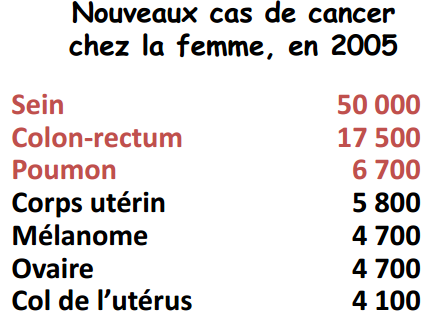 Nouveaux cas de cancer
chez la femme, en 2005
Sein 50 000
Colon-rectum 17 500
Poumon 6 700
Corps utérin 5 800
Mélanome 4 700
Ovaire 4 700
Col de l’utérus 4 100